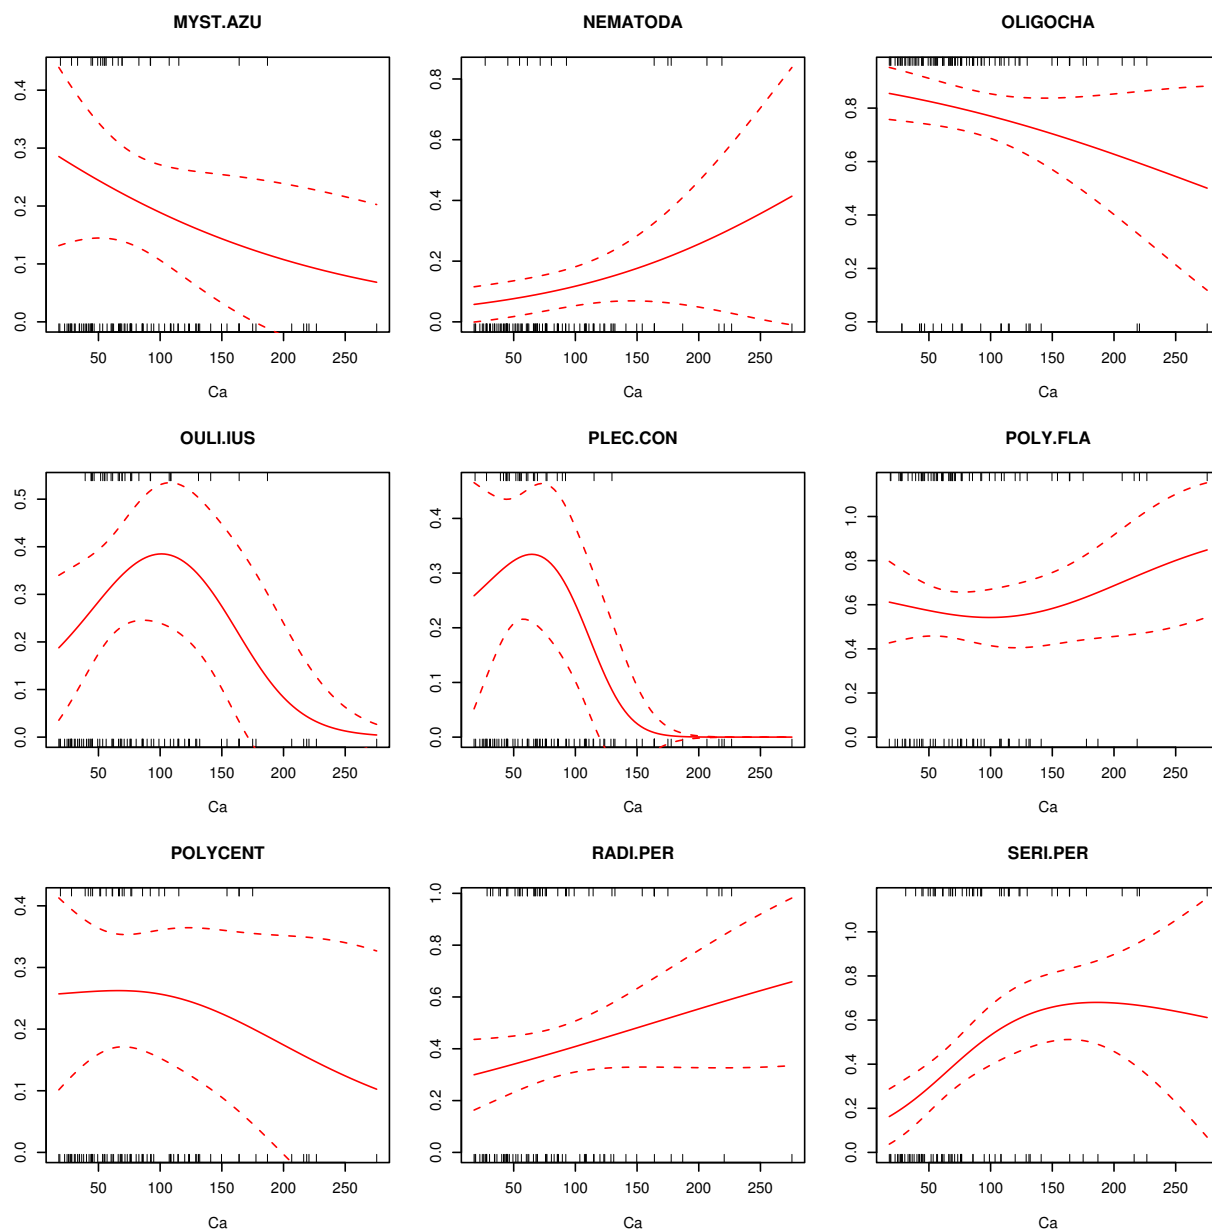 MYST.AZU NEMATODA OLIGOCHA
0.0 0.1 0.2 0.3 0.4
0.0 0.2 0.4 0.6 0.8
0.0 0.2 0.4 0.6 0.8
50 100 150 200 250
50 100 150 200 250
50 100 150 200 250
Ca Ca Ca
OULI.IUS PLEC.CON POLY.FLA
0.0 0.1 0.2 0.3 0.4 0.5
0.0 0.1 0.2 0.3 0.4
0.0 0.2 0.4 0.6 0.8 1.0
50 100 150 200 250
50 100 150 200 250
50 100 150 200 250
Ca Ca Ca
POLYCENT RADI.PER SERI.PER
0.0 0.1 0.2 0.3 0.4
0.0 0.2 0.4 0.6 0.8 1.0
0.0 0.2 0.4 0.6 0.8 1.0
50 100 150 200 250
50 100 150 200 250
50 100 150 200 250
Ca Ca Ca